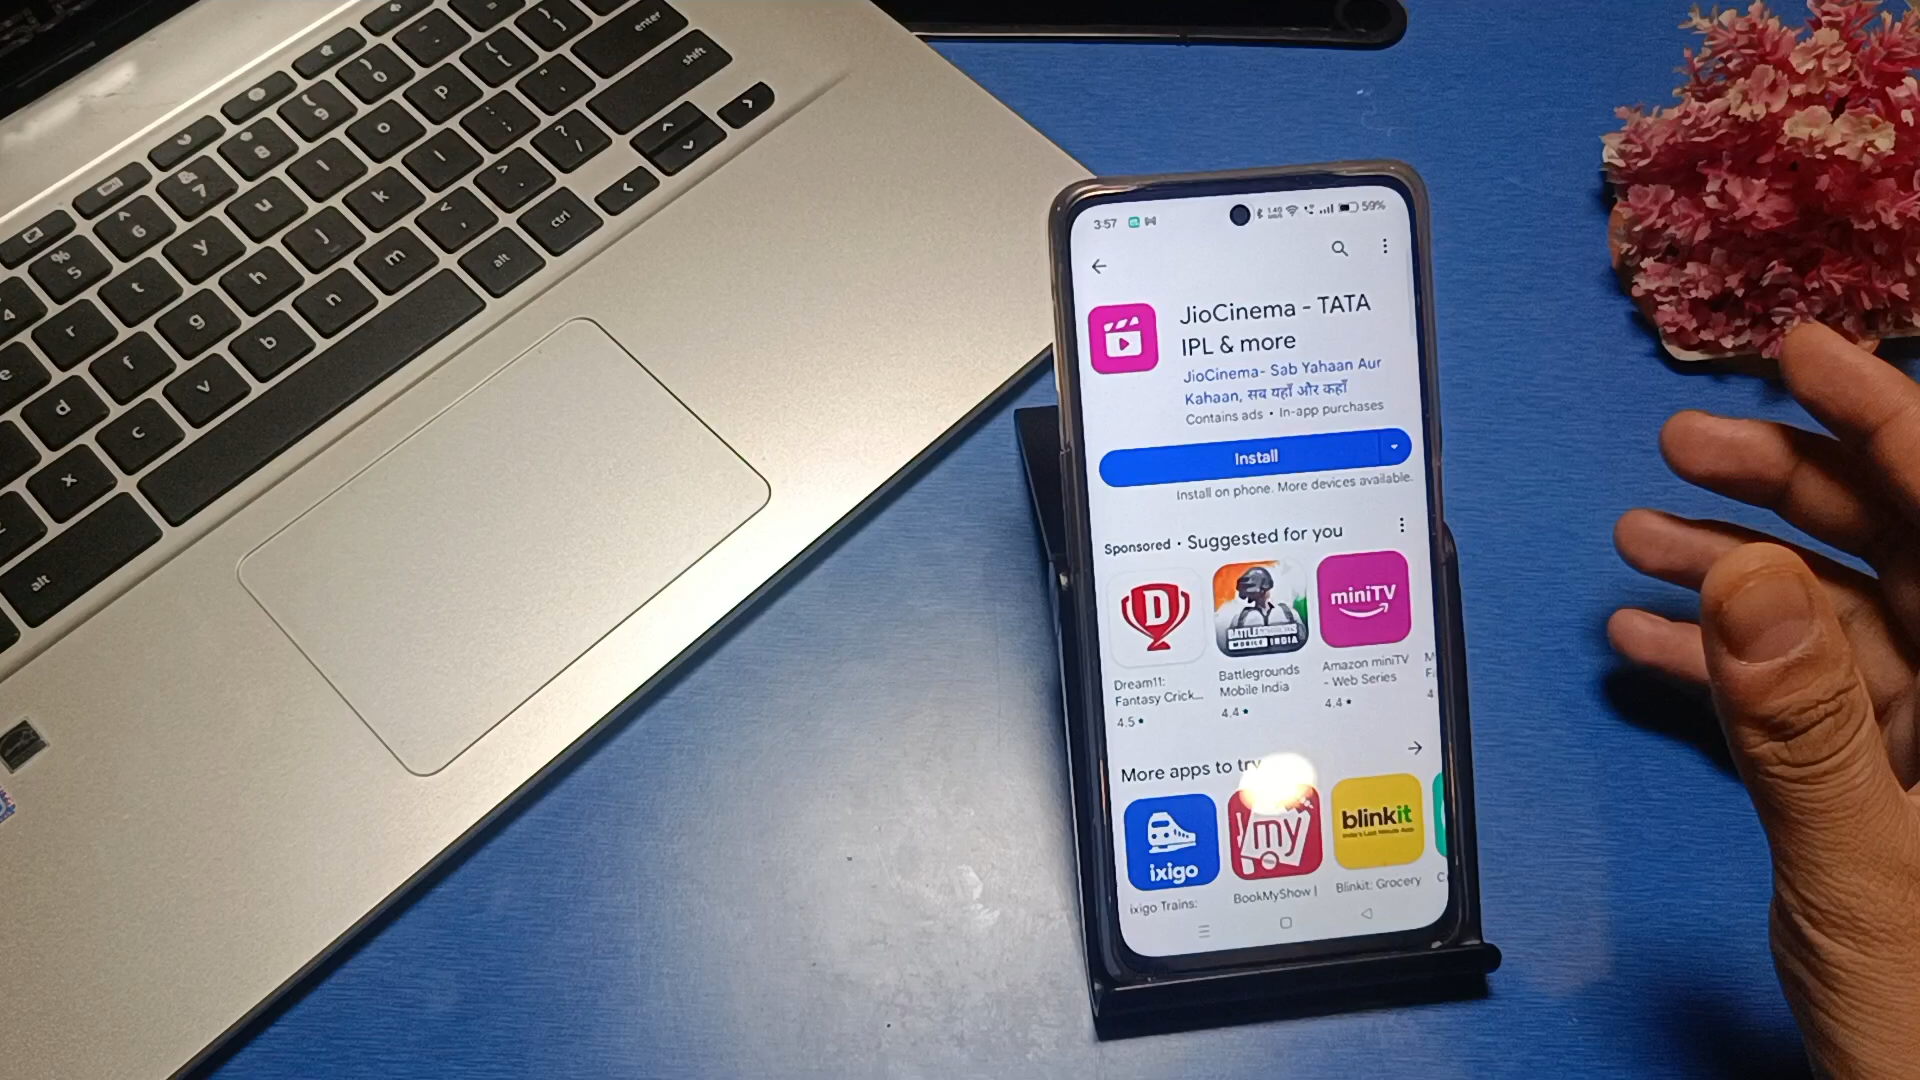 enter
shift
alt
ctrl
alt
3:57
59%
JioCinema - TATA
IPL & more
JioCinema- Sab Yahaan Aur
Kahaan, सब यहाँ और कहाँ
Contains ads • In-app purchases
Install
Install on phone. More devices available.
Sponsored • Suggested for you
D
MOBILE INDIA
miniTV
Dream11:
Fantasy Crick...
4.5
Battlegrounds
Mobile India
4.4
Amazon miniTV
- Web Series
4.4
More apps to try
ixigo
my
blinkit
ixigo Trains:
BookMyShow |
Blinkit: Grocery